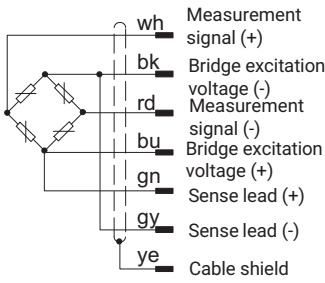 wh Measurement
signal (+)
bk Bridge excitation
voltage (-)
rd Measurement
signal (-)
bu Bridge excitation
voltage (+)
gn Sense lead (+)
gy Sense lead (-)
ye Cable shield